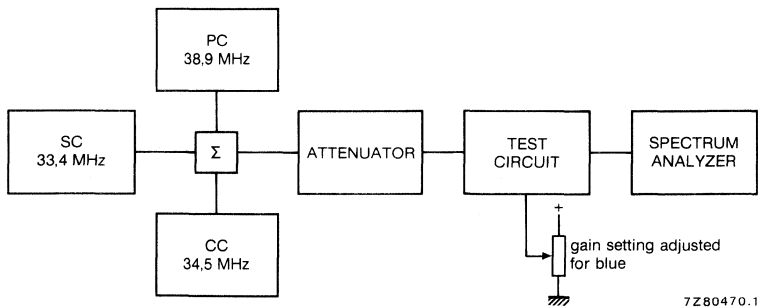 PC
38,9 MHz
SC
33,4 MHz
Σ
ATTENUATOR
TEST
CIRCUIT
SPECTRUM
ANALYZER
CC
34,5 MHz
+
gain setting adjusted
for blue
7Z80470.1